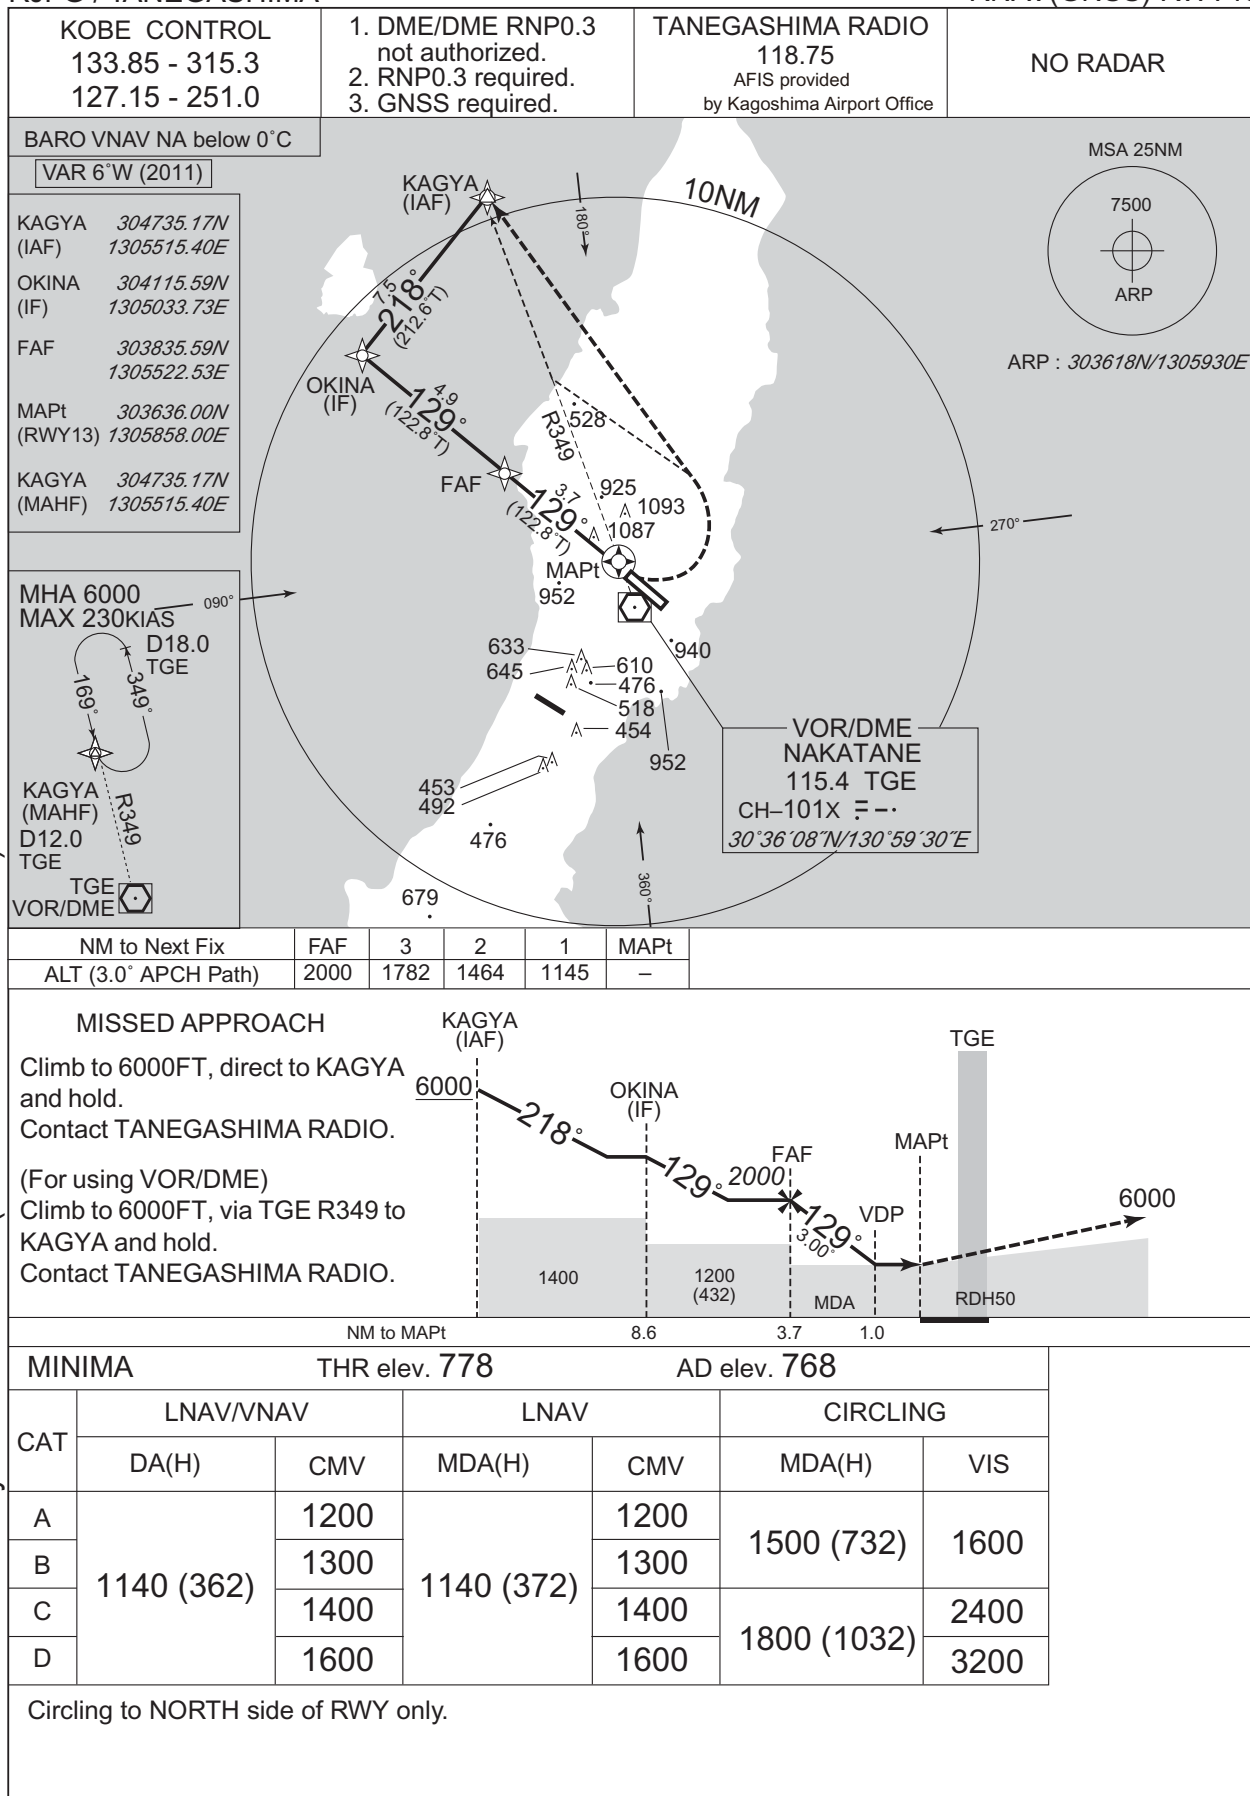 KOBE CONTROL
133.85 - 315.3
127.15 - 251.0
1. DME/DME RNP0.3
not authorized.
2. RNP0.3 required.
3. GNSS required.
TANEGASHIMA RADIO
118.75
AFIS provided
by Kagoshima Airport Office
NO RADAR
BARO VNAV NA below 0°C
VAR 6°W (2011)
KAGYA 304735.17N
(IAF) 1305515.40E
OKINA 304115.59N
(IF) 1305033.73E
FAF 303835.59N
1305522.53E
MAPt 303636.00N
(RWY13) 1305858.00E
KAGYA 304735.17N
(MAHF) 1305515.40E
MHA 6000
MAX 230KIAS
D18.0
TGE
169°
349°
KAGYA
(MAHF)
D12.0
TGE
R349
TGE
VOR/DME
KAGYA
(IAF)
180°
10NM
7.5
218°
(212.6°T)
OKINA
(IF)
4.9
129°
(122.8°T)
R349
528
FAF
3.7
129°
(122.8°T)
925
1093
1087
MAPt
952
270°
090°
940
633
645
610
476
518
454
952
453
492
476
679
360°
VOR/DME
NAKATANE
115.4 TGE
CH–101X
30°36′08″N/130°59′30″E
MSA 25NM
7500
ARP
ARP : 303618N/1305930E
NM to Next Fix FAF 3 2 1 MAPt
ALT (3.0° APCH Path) 2000 1782 1464 1145 –
MISSED APPROACH
Climb to 6000FT, direct to KAGYA
and hold.
Contact TANEGASHIMA RADIO.
(For using VOR/DME)
Climb to 6000FT, via TGE R349 to
KAGYA and hold.
Contact TANEGASHIMA RADIO.
KAGYA
(IAF)
6000
218°
OKINA
(IF)
129°
2000
FAF
129°
3.00°
VDP
MAPt
TGE
6000
1400
1200
(432)
MDA
RDH50
NM to MAPt 8.6 3.7 1.0
MINIMA THR elev. 778 AD elev. 768
CAT LNAV/VNAV LNAV CIRCLING
DA(H) CMV MDA(H) CMV MDA(H) VIS
A 1200 1200
B 1300 1300
1140 (362) 1140 (372)
1500 (732) 1600
C 1400 1400 2400
D 1600 1600 3200
1800 (1032)
Circling to NORTH side of RWY only.